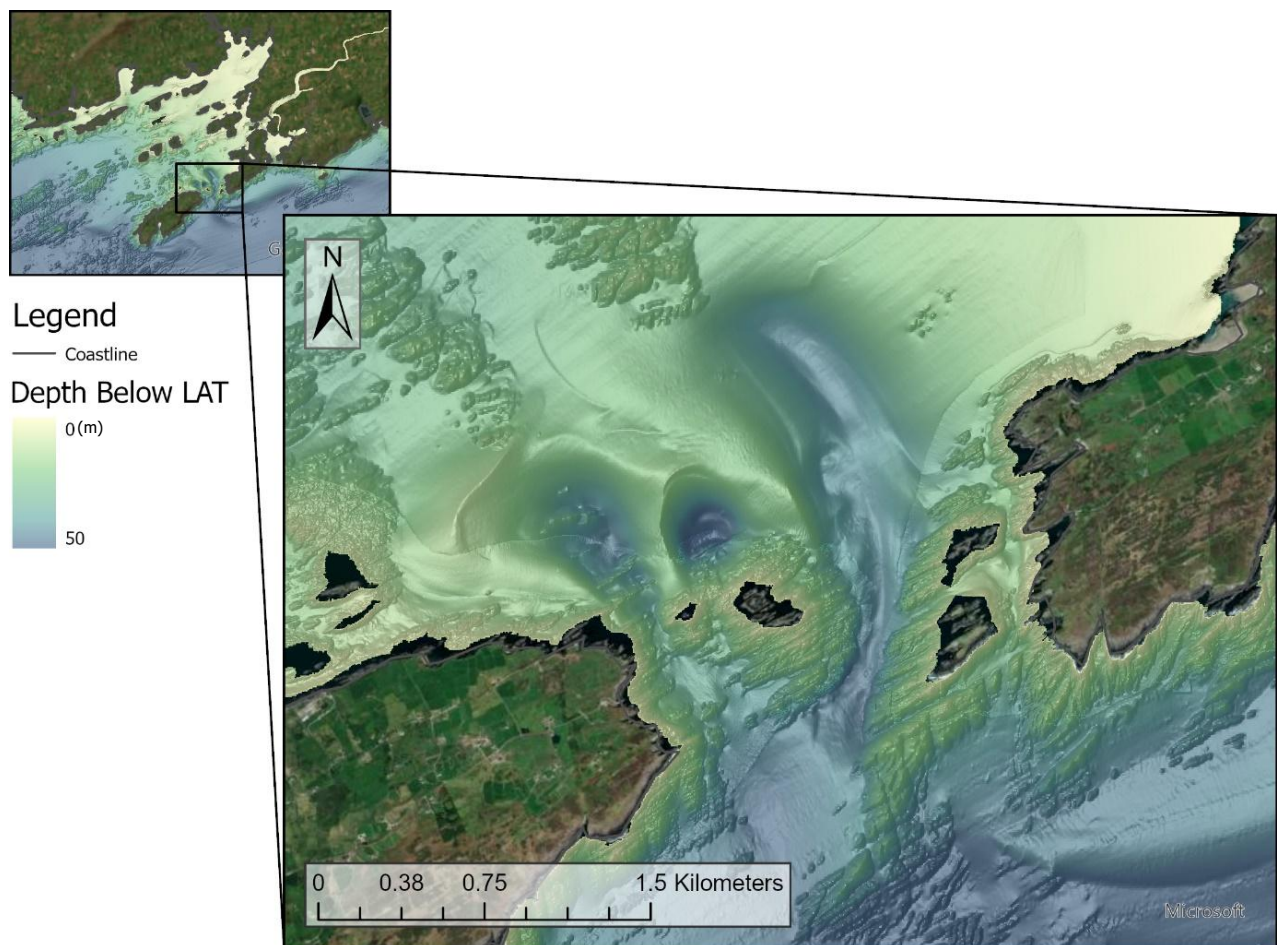 G
Legend
Coastline
Depth Below LAT
0 (m)
50
N
0 0.38 0.75 1.5 Kilometers
Microsoft